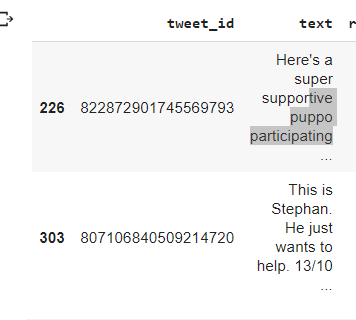 tweet_id text r
226 822872901745569793 Here's a
super
supportive
puppo
participating
...
303 807106840509214720 This is
Stephan.
He just
wants to
help. 13/10
...